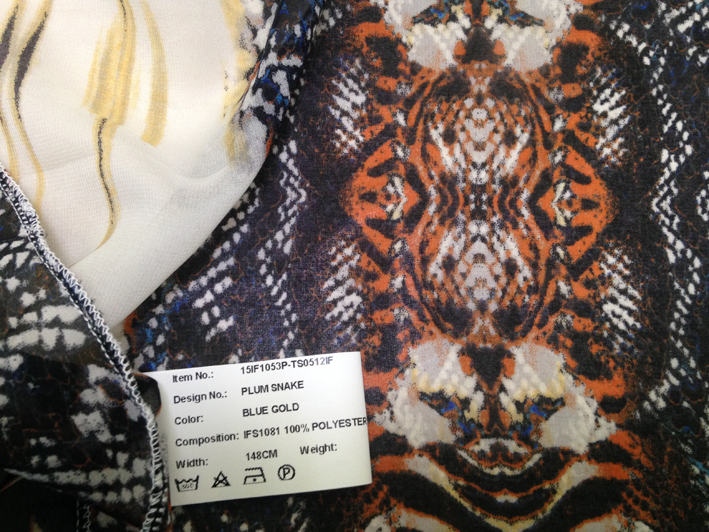 Item No.: 15IF1053P-TS0512IF
Design No.: PLUM SNAKE
Color: BLUE GOLD
Composition: IFS1081 100% POLYESTER
Width: 148CM Weight: